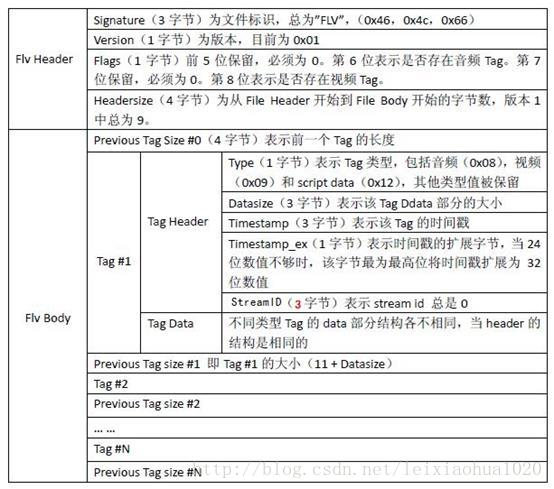 Flv Header
Signature（3 字节）为文件标识，总为”FLV”，（0x46，0x4c，0x66）
Version（1 字节）为版本，目前为 0x01
Flags（1 字节）前 5 位保留，必须为 0。第 6 位表示是否存在音频 Tag。第 7
位保留，必须为 0。第 8 位表示是否存在视频 Tag。
Headersize（4 字节）为从 File Header 开始到 File Body 开始的字节数，版本 1
中总为 9。
Flv Body
Previous Tag Size #0（4 字节）表示前一个 Tag 的长度
Tag #1
Tag Header
Type（1 字节）表示 Tag 类型，包括音频（0x08），视频
（0x09）和 script data（0x12），其他类型值被保留
Datasize（3 字节）表示该 Tag Ddata 部分的大小
Timestamp（3 字节）表示该 Tag 的时间戳
Timestamp_ex（1 字节）表示时间戳的扩展字节，当 24
位数值不够时，该字节最为最高位将时间戳扩展为 32
位数值
StreamID（3 字节）表示 stream id 总是 0
Tag Data
不同类型 Tag 的 data 部分结构各不相同，当 header 的
结构是相同的
Previous Tag size #1 即 Tag #1 的大小（11 + Datasize）
Tag #2
Previous Tag size #2
… …
Tag #N
Previous Tag size #N
http://blog.csdn.net/leixiaohua1020